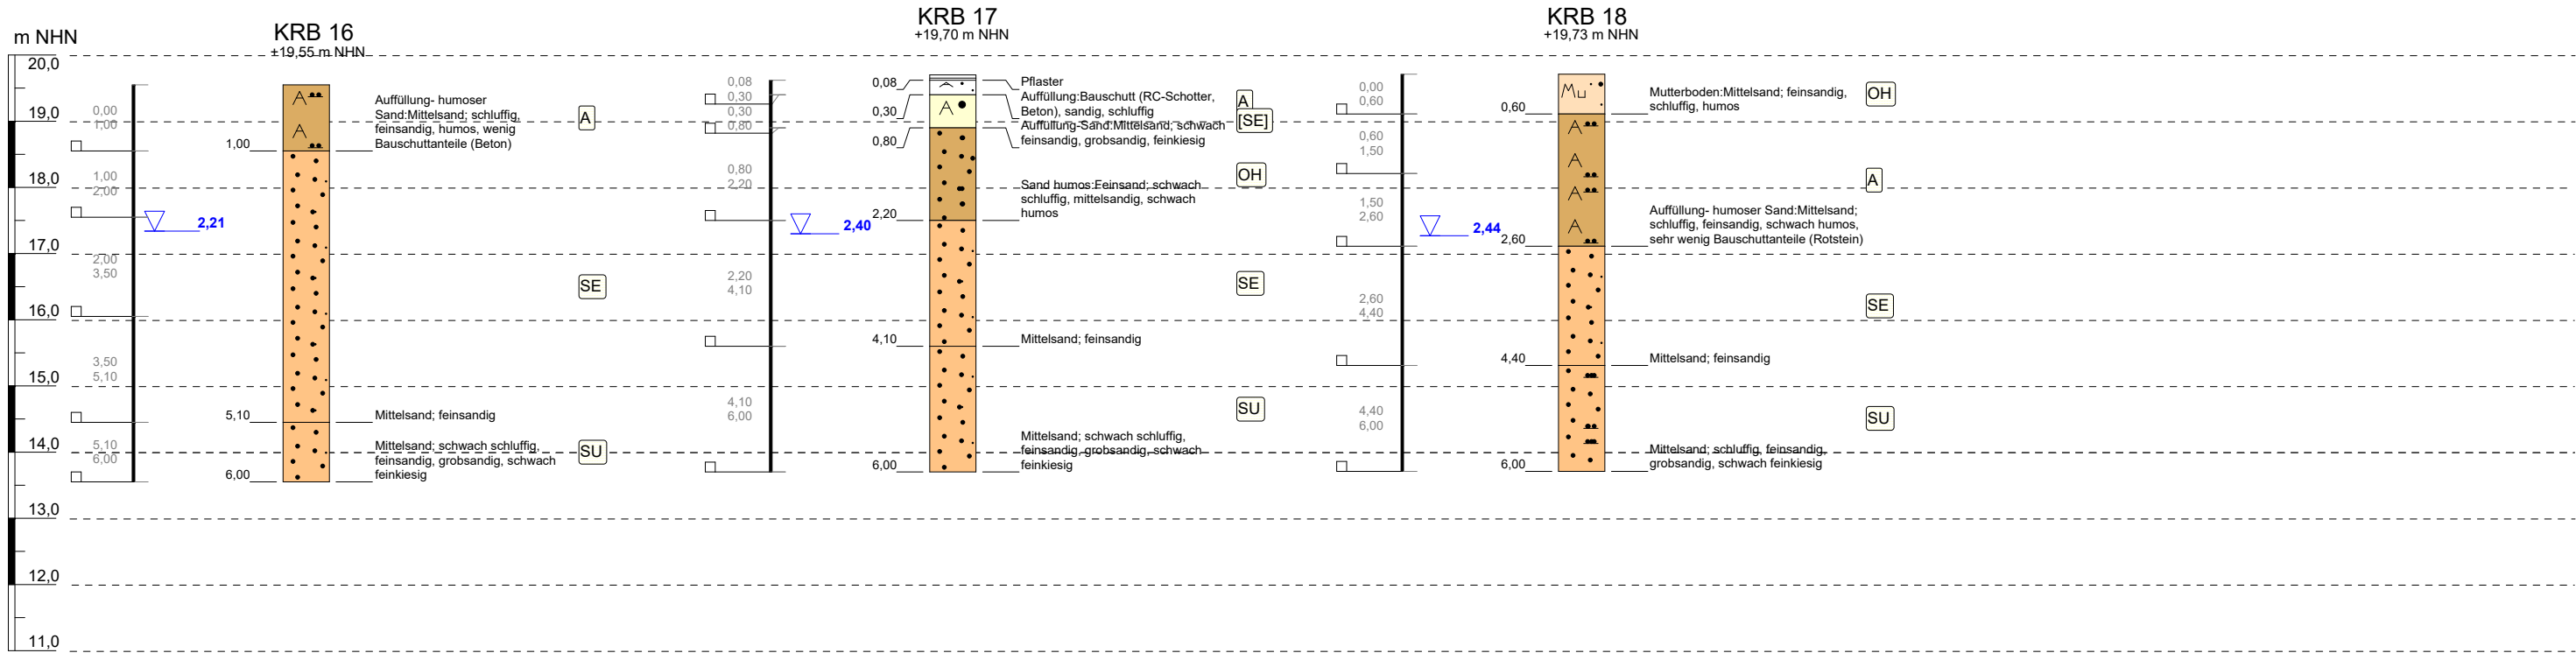 m NHN
20,0
19,0
18,0
17,0
16,0
15,0
14,0
13,0
12,0
11,0
KRB 16
+19,55 m NHN
0,00
1,00
1,00
2,00
2,00
3,50
3,50
5,10
5,10
6,00
2,21
1,00
5,10
6,00
A
A
Auffüllung- humoser
Sand:Mittelsand; schluffig,
feinsandig, humos, wenig
Bauschuttanteile (Beton)
Mittelsand; feinsandig
Mittelsand; schwach schluffig,
feinsandig, grobsandig, schwach
feinkiesig
A
SE
SU
KRB 17
+19,70 m NHN
0,08
0,30
0,30
0,80
0,80
2,20
2,20
4,10
4,10
6,00
2,40
0,08
0,30
0,80
2,20
4,10
6,00
A
A
Pflaster
Auffüllung:Bauschutt (RC-Schotter,
Beton), sandig, schluffig
Auffüllung-Sand:Mittelsand; schwach
feinsandig, grobsandig, feinkiesig
Sand humos:Feinsand; schwach
schluffig, mittelsandig, schwach
humos
Mittelsand; feinsandig
Mittelsand; schwach schluffig,
feinsandig, grobsandig, schwach
feinkiesig
A
[SE]
OH
SE
SU
KRB 18
+19,73 m NHN
0,00
0,60
0,60
1,50
1,50
2,60
2,60
4,40
4,40
6,00
2,44
0,60
2,60
4,40
6,00
Mu
A
A
A
A
Mutterboden:Mittelsand; feinsandig,
schluffig, humos
Auffüllung- humoser Sand:Mittelsand;
schluffig, feinsandig, schwach humos,
sehr wenig Bauschuttanteile (Rotstein)
Mittelsand; feinsandig
Mittelsand; schluffig, feinsandig,
grobsandig, schwach feinkiesig
OH
A
SE
SU